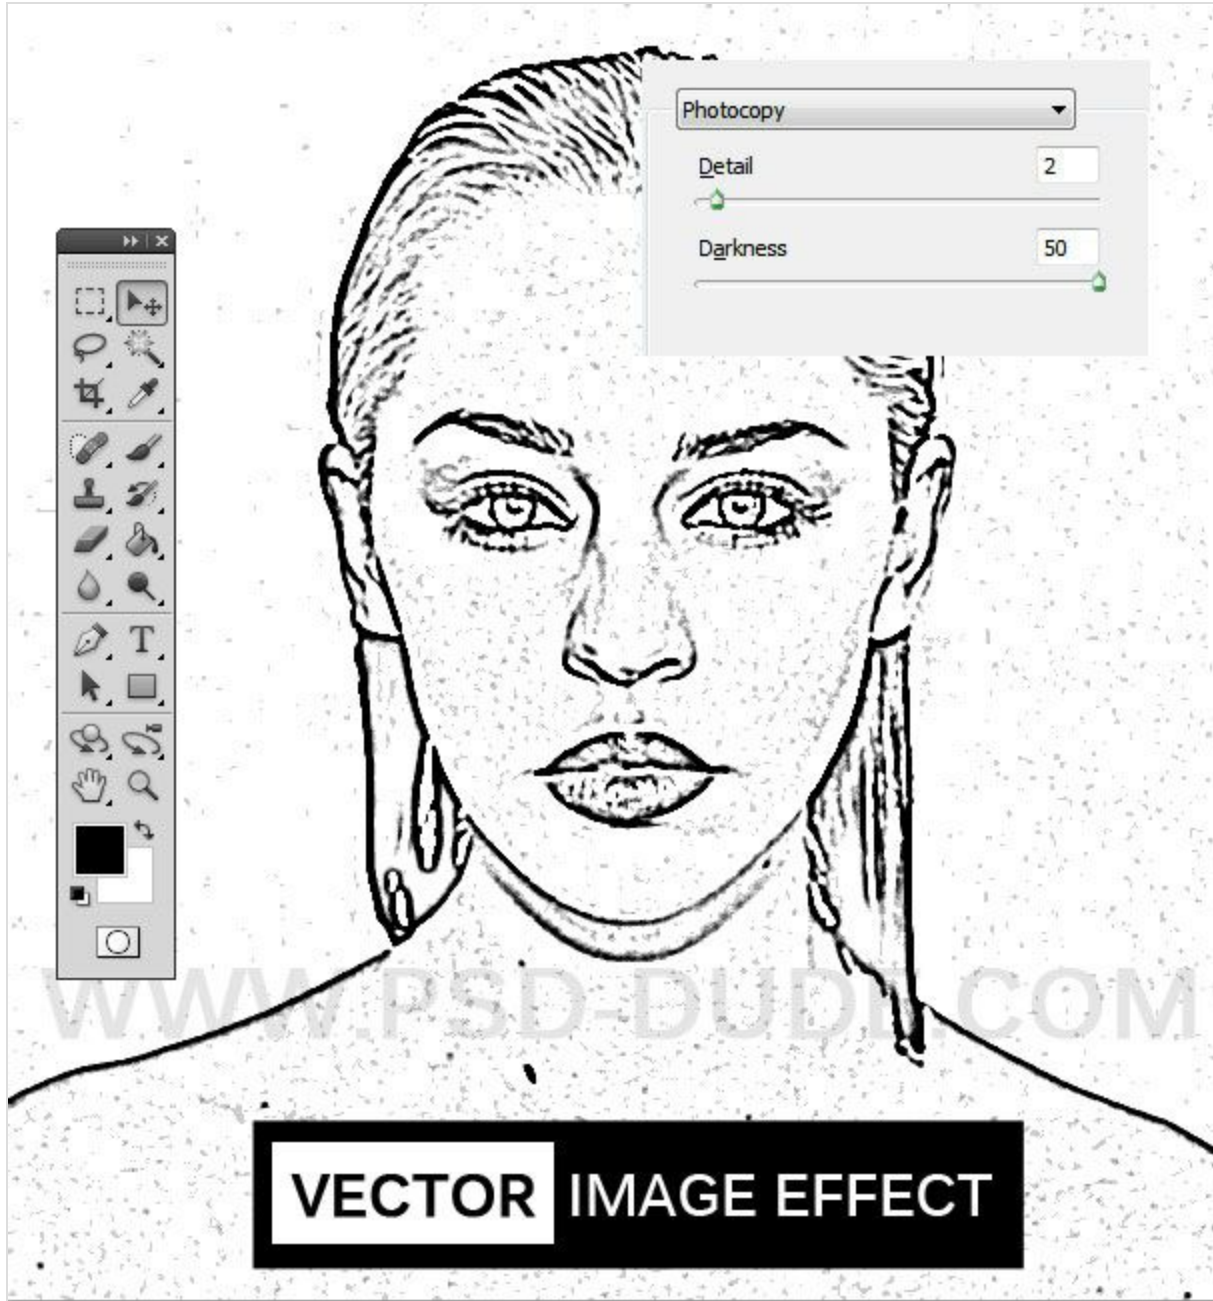 Photocopy
Detail 2
Darkness 50
T
WWW.PSD-DUDE.COM
VECTOR IMAGE EFFECT